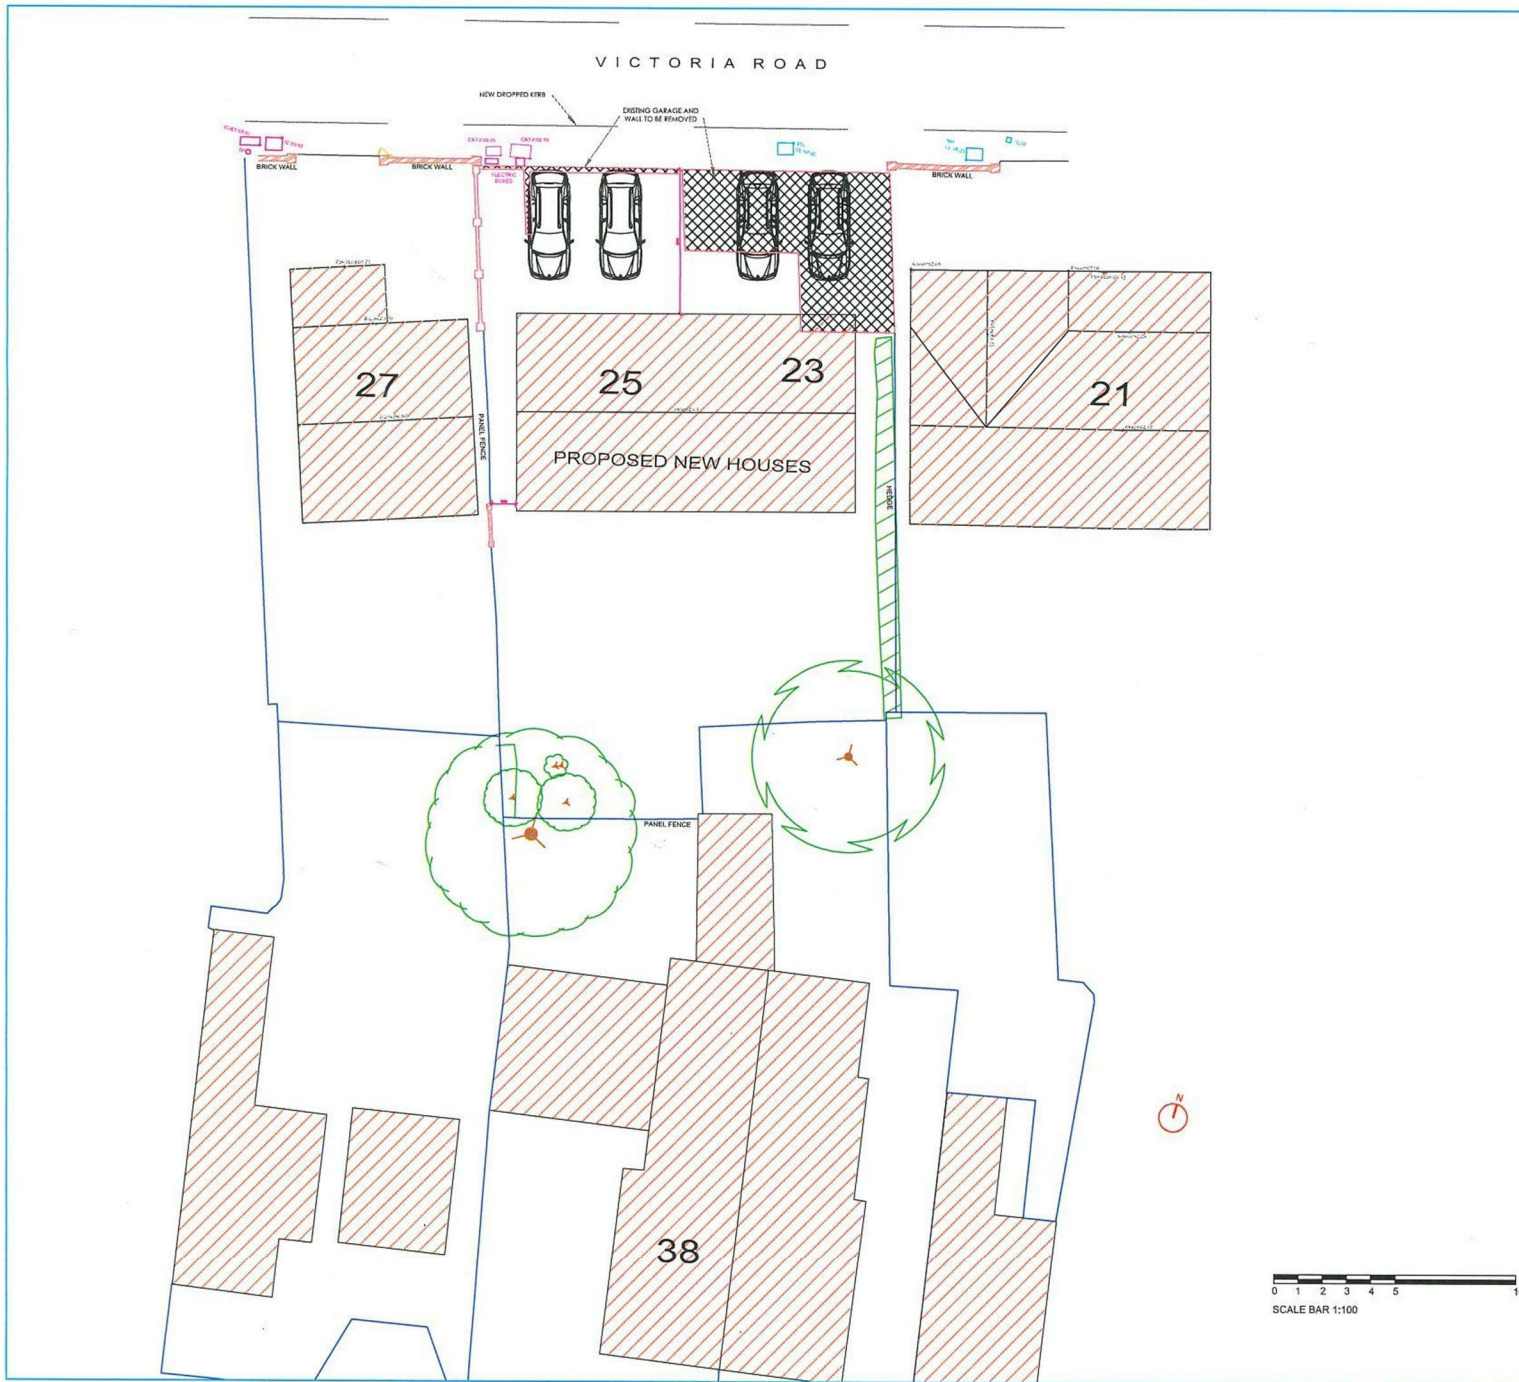 VICTORIA ROAD
NEW DROPPED KERB
EXISTING GARAGE AND
WALL TO BE REMOVED
BRICK WALL
BRICK WALL
ELECTRIC
BOXES
BRICK WALL
27
25
23
21
PANEL FENCE
PROPOSED NEW HOUSES
HEDGE
PANEL FENCE
38
N
0 1 2 3 4 5
SCALE BAR 1:100